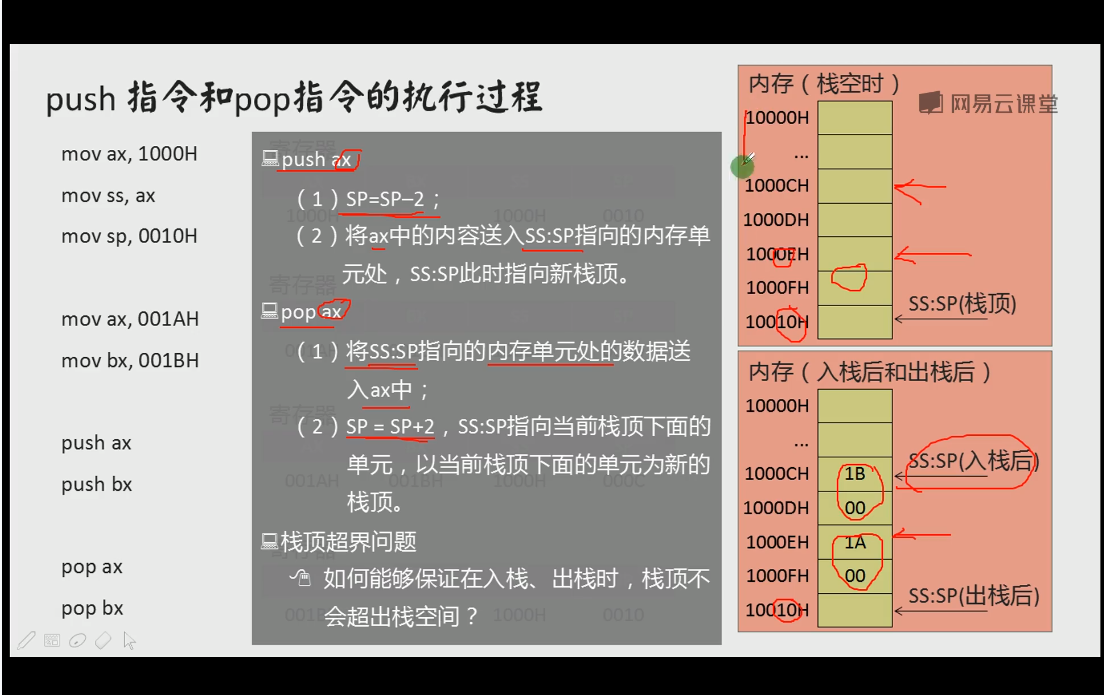 push 指令和pop指令的执行过程
mov ax, 1000H
mov ss, ax
mov sp, 0010H
mov ax, 001AH
mov bx, 001BH
push ax
push bx
pop ax
pop bx
push ax
（1）SP=SP–2；
（2）将ax中的内容送入SS:SP指向的内存单
元处，SS:SP此时指向新栈顶。
pop ax
（1）将SS:SP指向的内存单元处的数据送
入ax中；
（2）SP = SP+2，SS:SP指向当前栈顶下面的
单元，以当前栈顶下面的单元为新的
栈顶。
栈顶超界问题
如何能够保证在入栈、出栈时，栈顶不
会超出栈空间？
内存（栈空时）
网易云课堂
10000H
...
1000CH
1000DH
1000EH
1000FH
SS:SP(栈顶)
10010H
内存（入栈后和出栈后）
10000H
...
SS:SP(入栈后)
1000CH 1B
1000DH 00
1000EH 1A
1000FH 00
SS:SP(出栈后)
10010H